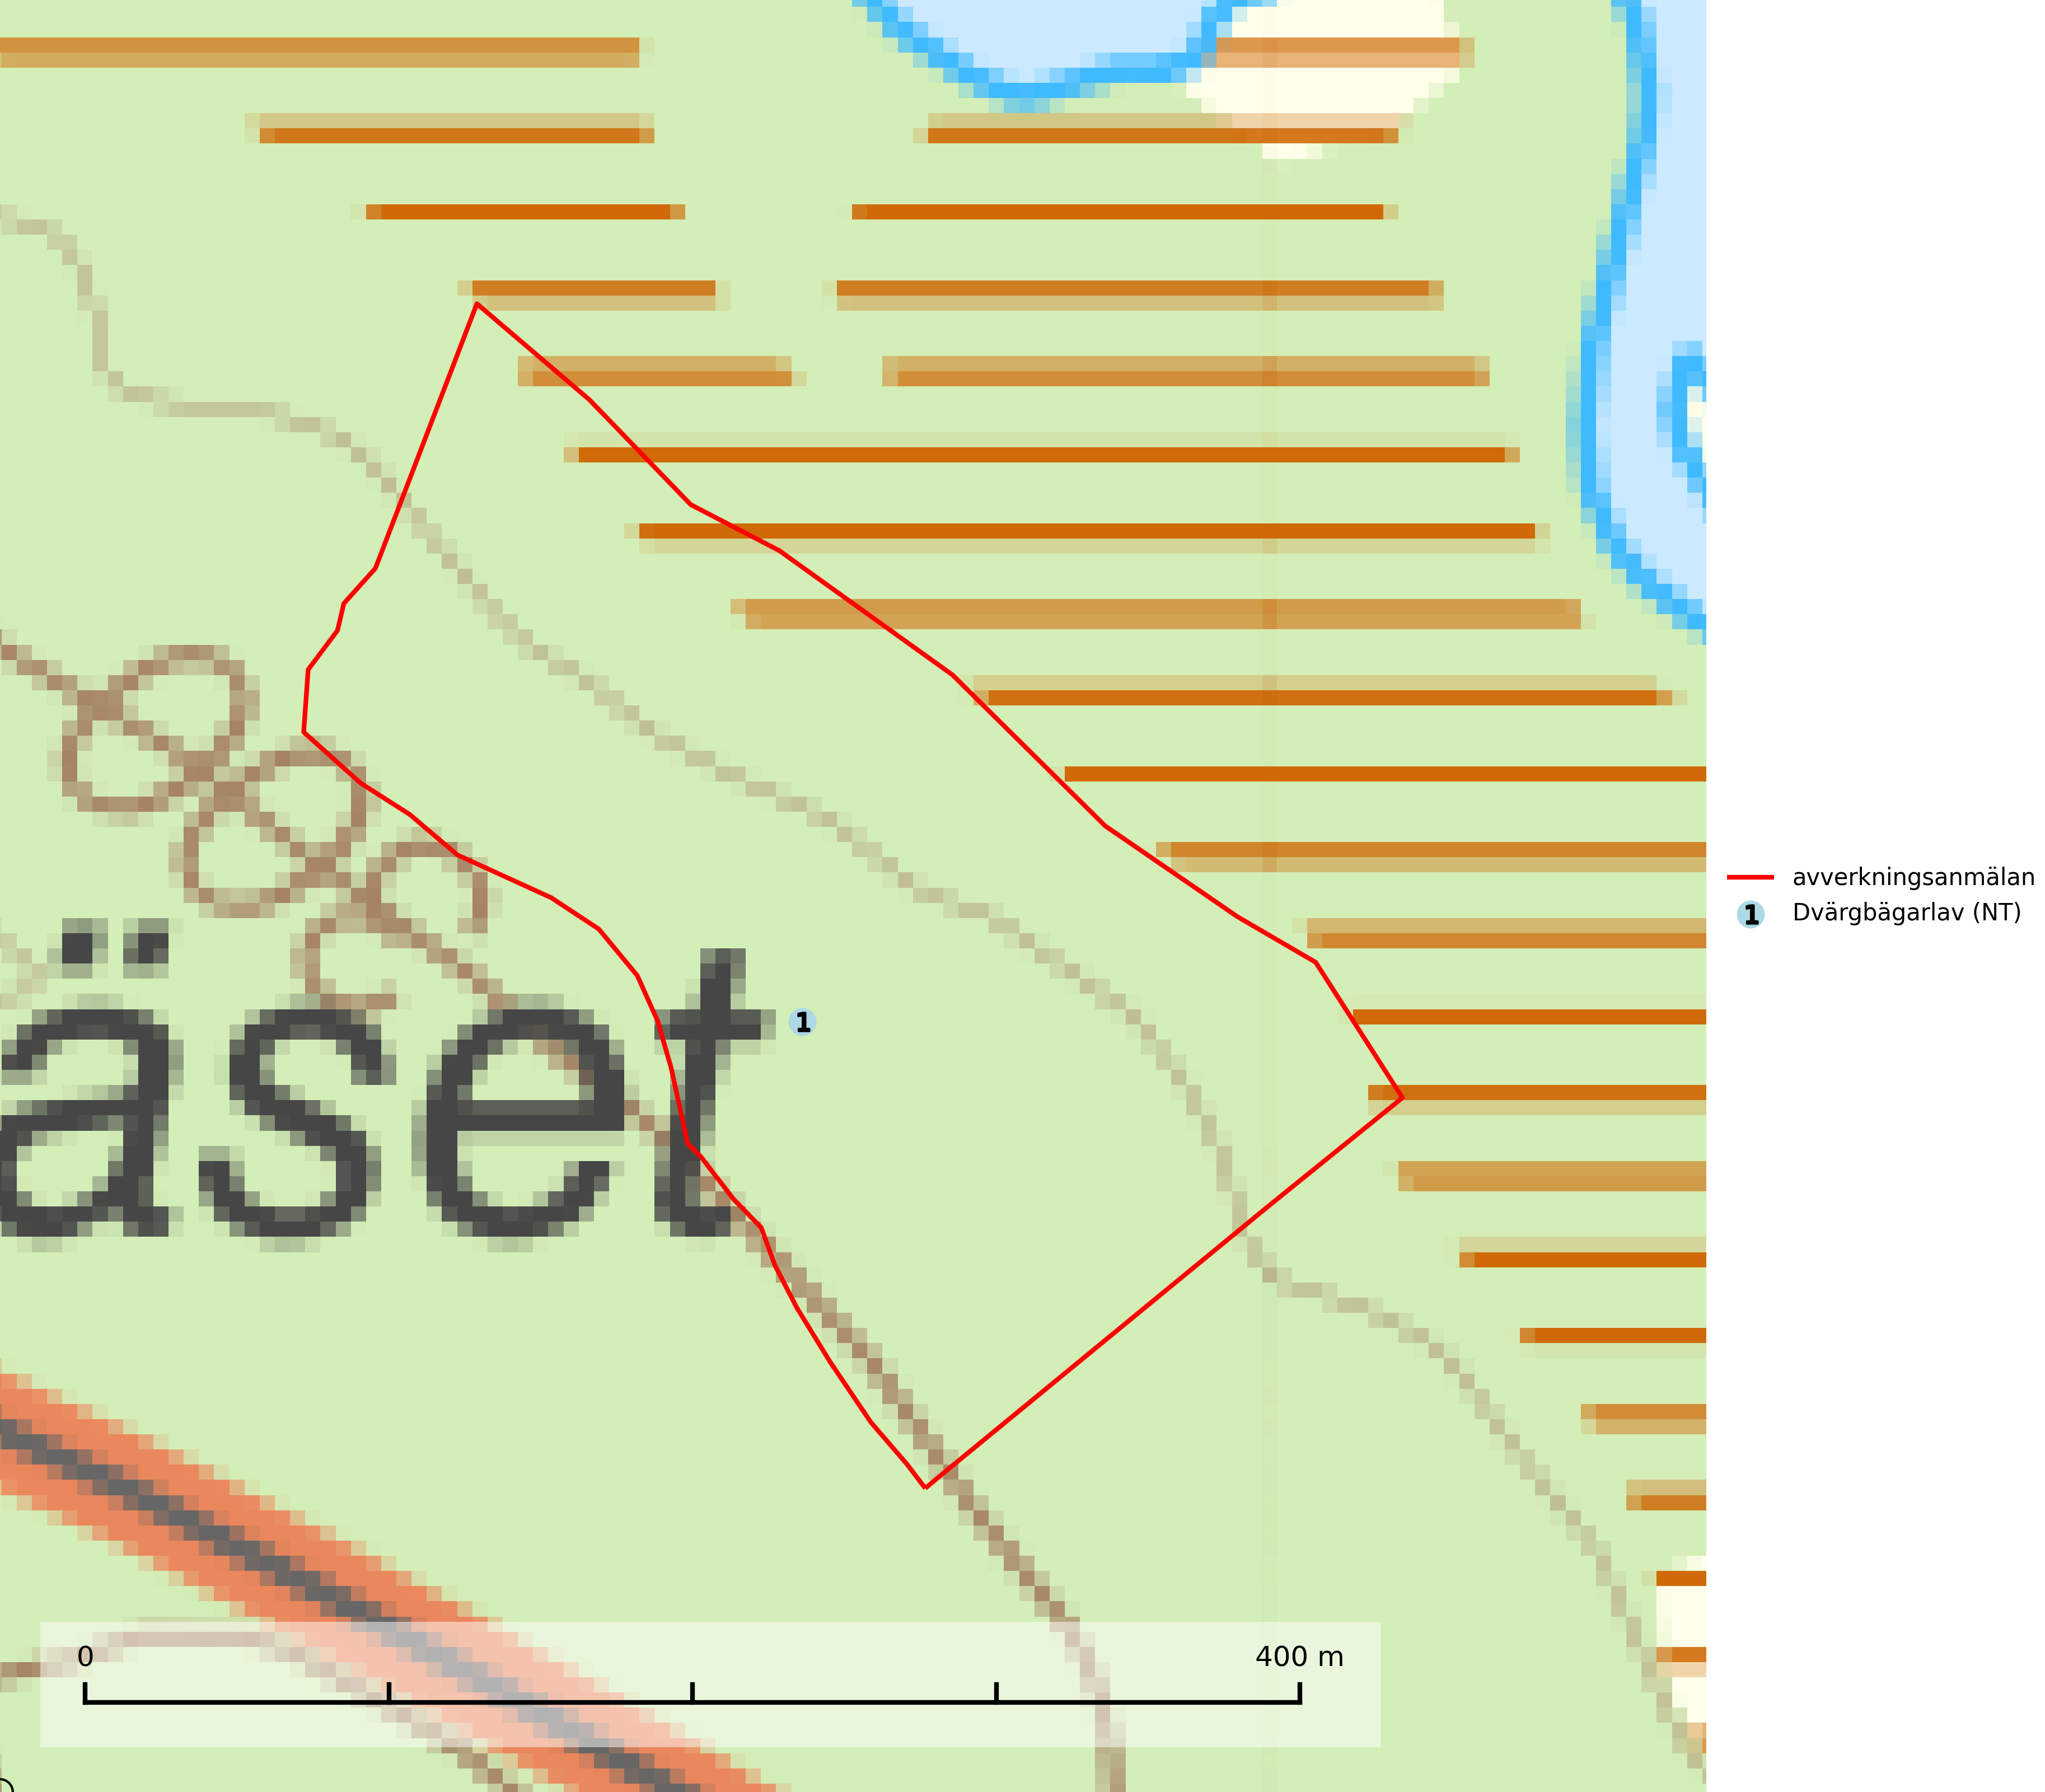 äset
1
0 400 m
avverkningsanmälan
1 Dvärgbägarlav (NT)